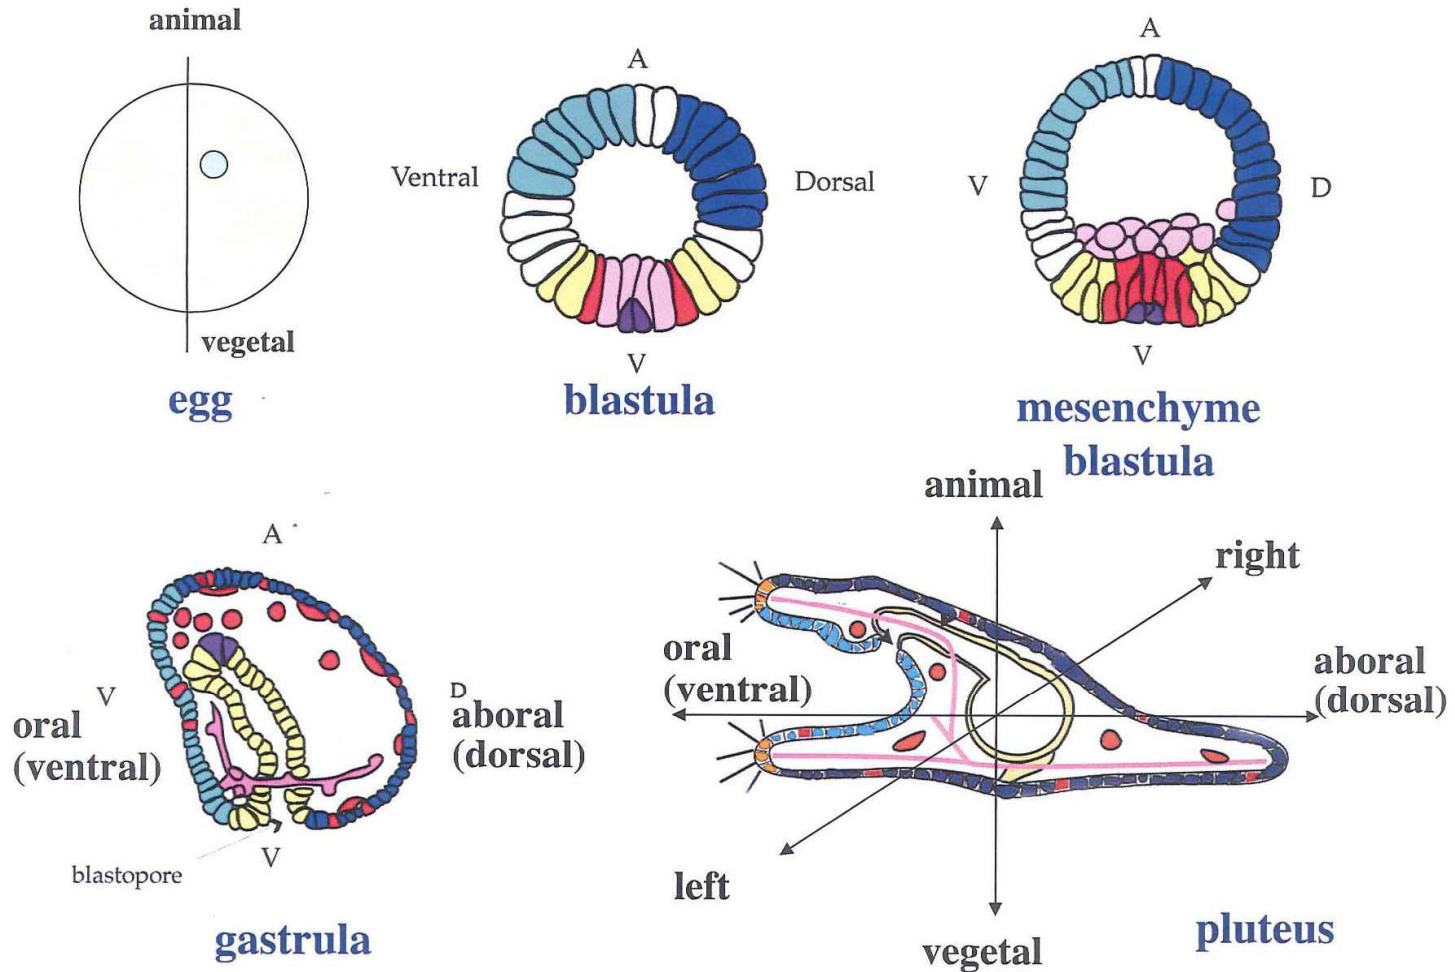 animal
vegetal
egg
A
Ventral
Dorsal
V
blastula
A
V
D
V
mesenchyme
blastula
A
V
oral
(ventral)
D
aboral
(dorsal)
blastopore
V
gastrula
animal
right
oral
(ventral)
aboral
(dorsal)
left
vegetal
pluteus